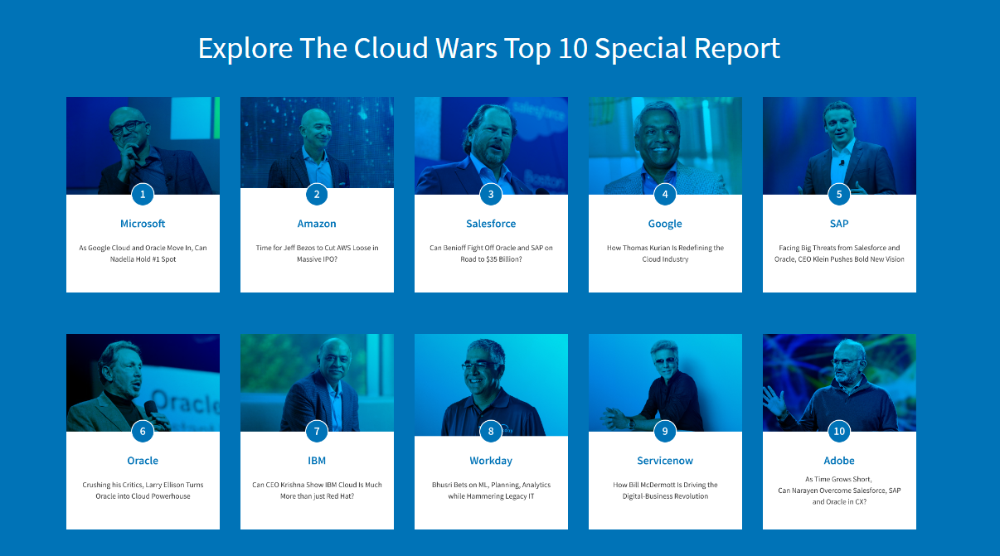 Explore The Cloud Wars Top 10 Special Report
salesforce
Boston
1
2
3
4
5
Microsoft
Amazon
Salesforce
Google
SAP
As Google Cloud and Oracle Move In, Can
Nadella Hold #1 Spot
Time for Jeff Bezos to Cut AWS Loose in
Massive IPO?
Can Benioff Fight Off Oracle and SAP on
Road to $35 Billion?
How Thomas Kurian Is Redefining the
Cloud Industry
Facing Big Threats from Salesforce and
Oracle, CEO Klein Pushes Bold New Vision
Oracle
6
7
8
9
10
Oracle
IBM
Workday
Servicenow
Adobe
Crushing his Critics, Larry Ellison Turns
Oracle into Cloud Powerhouse
Can CEO Krishna Show IBM Cloud Is Much
More than just Red Hat?
Bhusri Bets on ML, Planning, Analytics
while Hammering Legacy IT
How Bill McDermott Is Driving the
Digital-Business Revolution
As Time Grows Short,
Can Narayen Overcome Salesforce, SAP
and Oracle in CX?